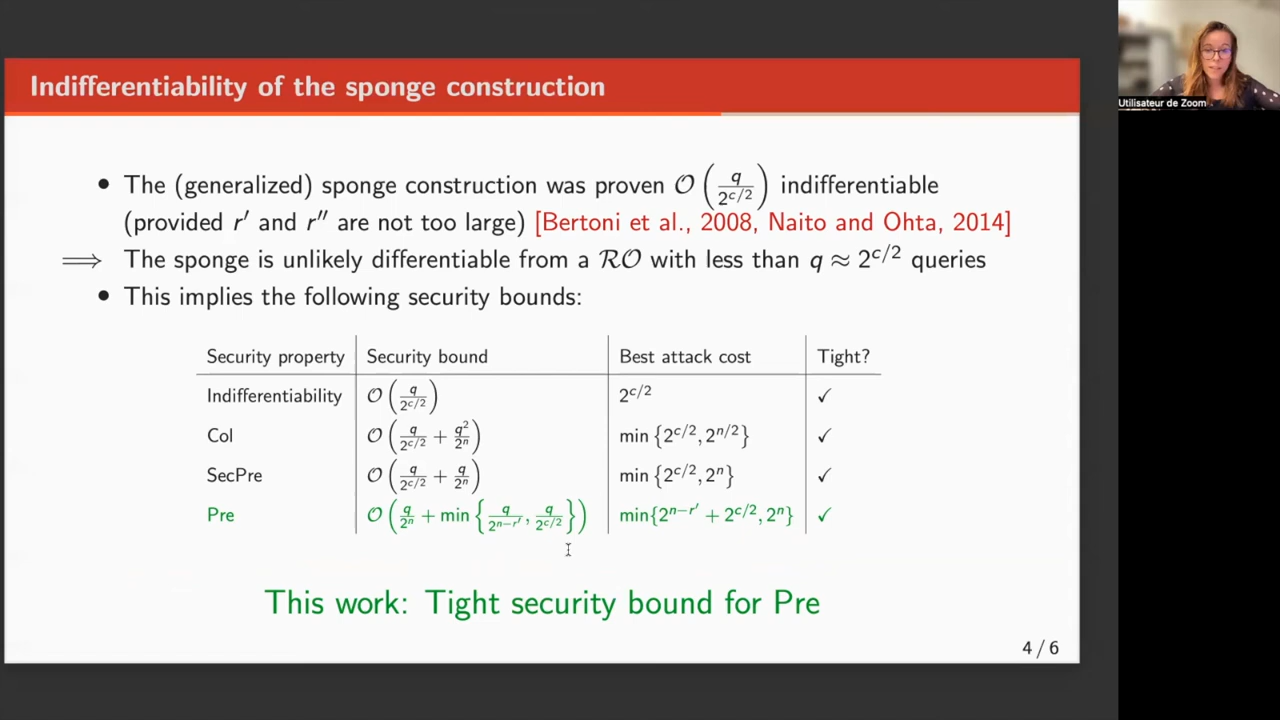 Indifferentiability of the sponge construction
• The (generalized) sponge construction was proven 𝒪(q/2^{c/2}) indifferentiable
(provided r′ and r′′ are not too large) [Bertoni et al., 2008, Naito and Ohta, 2014]
⟹ The sponge is unlikely differentiable from a ℛ𝒪 with less than q ≈ 2^{c/2} queries
• This implies the following security bounds:
Security property | Security bound | Best attack cost | Tight?
Indifferentiability | 𝒪(q/2^{c/2}) | 2^{c/2} | ✓
Col | 𝒪(q/2^{c/2} + q²/2^n) | min {2^{c/2}, 2^{n/2}} | ✓
SecPre | 𝒪(q/2^{c/2} + q/2^n) | min {2^{c/2}, 2^n} | ✓
Pre | 𝒪(q/2^n + min {q/2^{n−r′}, q/2^{c/2}}) | min{2^{n−r′} + 2^{c/2}, 2^n} | ✓
This work: Tight security bound for Pre
4 / 6
Utilisateur de Zoom